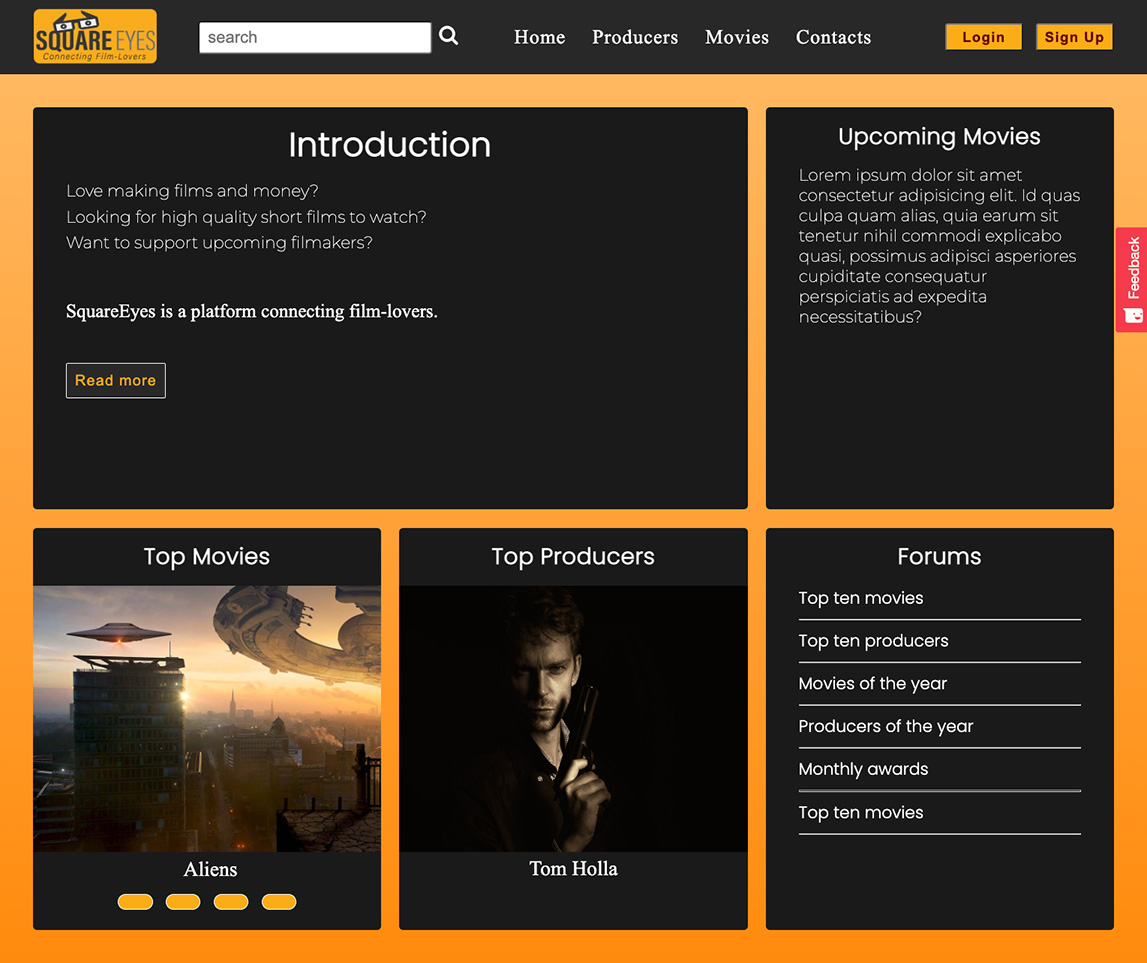 SQUARE EYES
Connecting Film-Lovers
search
Home
Producers
Movies
Contacts
Login
Sign Up
Introduction
Love making films and money?
Looking for high quality short films to watch?
Want to support upcoming filmakers?
SquareEyes is a platform connecting film-lovers.
Read more
Upcoming Movies
Lorem ipsum dolor sit amet
consectetur adipisicing elit. Id quas
culpa quam alias, quia earum sit
tenetur nihil commodi explicabo
quasi, possimus adipisci asperiores
cupiditate consequatur
perspiciatis ad expedita
necessitatibus?
Feedback
Top Movies
Aliens
Top Producers
Tom Holla
Forums
Top ten movies
Top ten producers
Movies of the year
Producers of the year
Monthly awards
Top ten movies